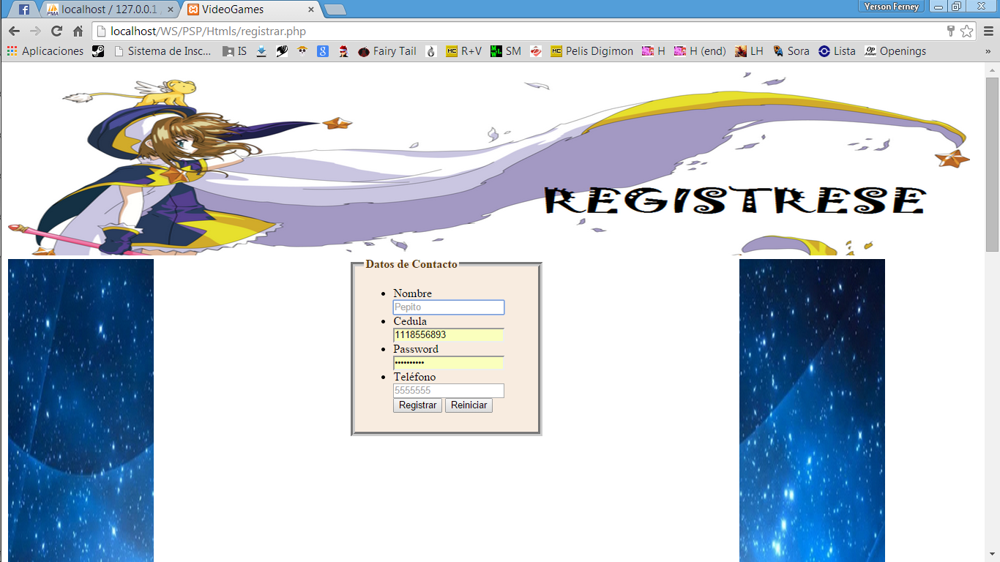 Yerson Ferney
localhost / 127.0.0.1
VideoGames
localhost/WS/PSP/Htmls/registrar.php
Aplicaciones Sistema de Insc... IS Fairy Tail R+V SM Pelis Digimon H H (end) LH Sora Lista Openings »
REGISTRESE
Datos de Contacto
Nombre
Pepito
Cedula
1118556893
Password
••••••••••
Teléfono
5555555
Registrar Reiniciar